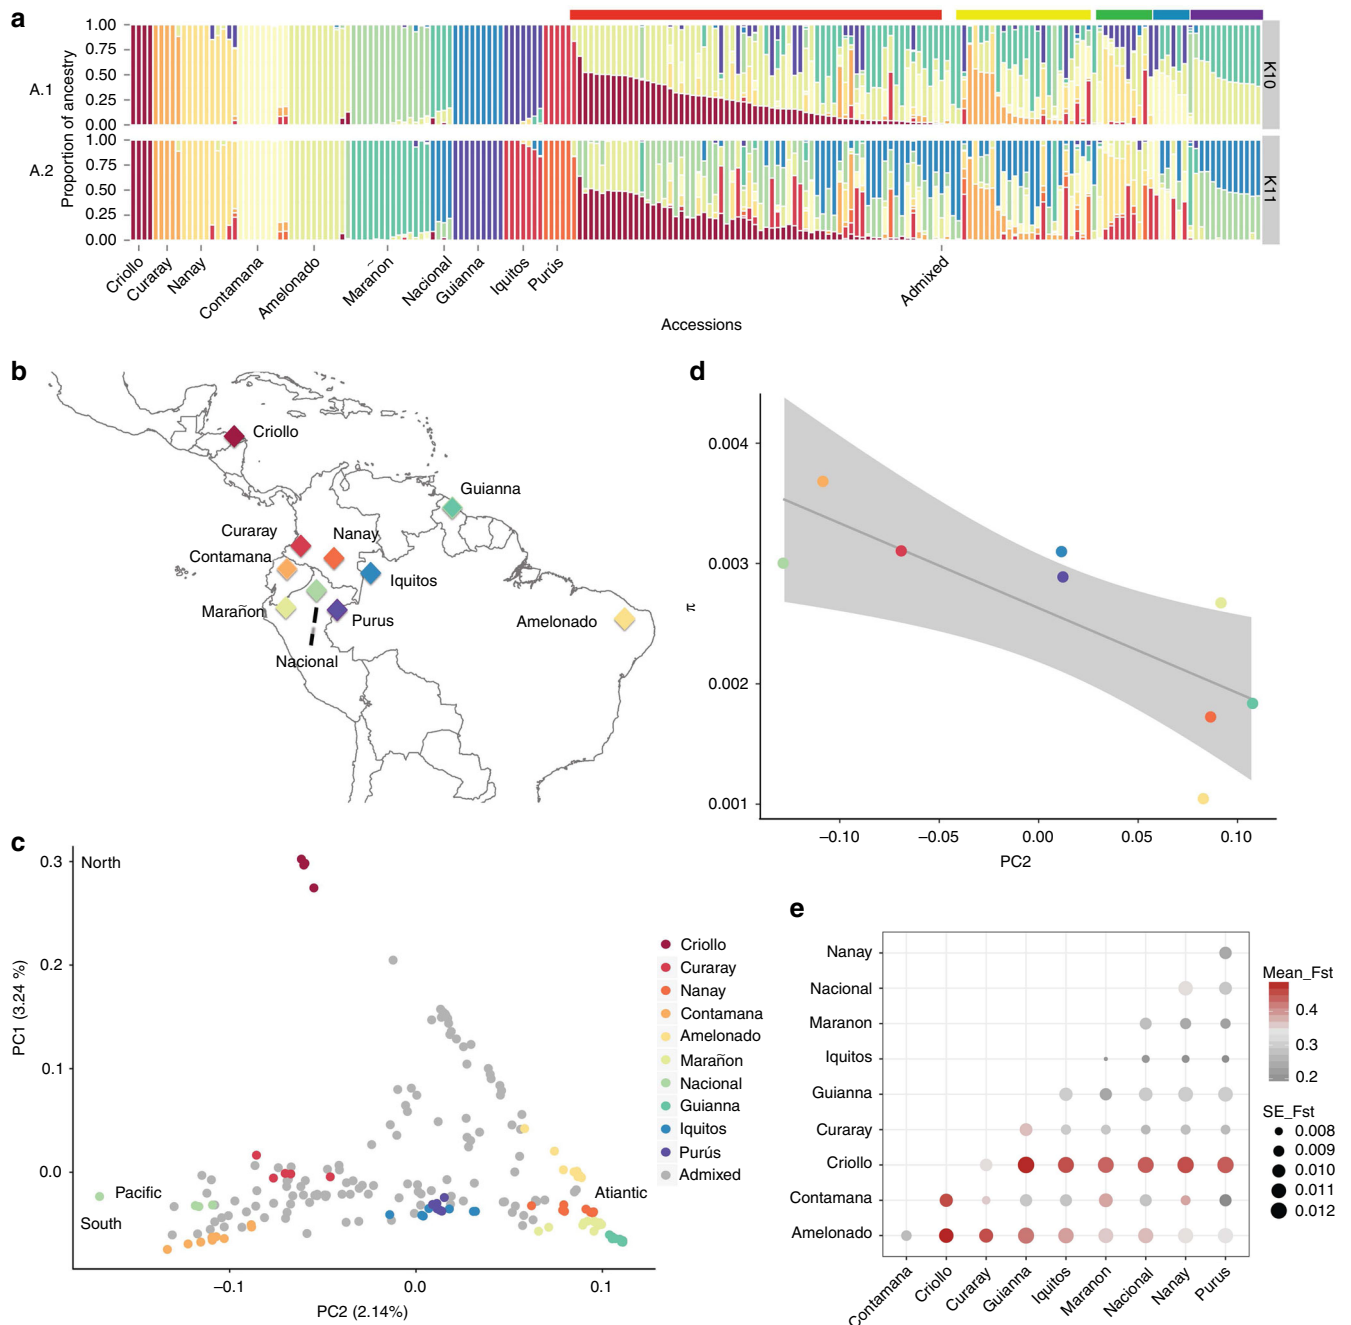 a
A.1
A.2
Proportion of ancestry
1.00
0.75
0.50
0.25
0.00
K10
1.00
0.75
0.50
0.25
0.00
K11
Criollo
Curaray
Nanay
Contamana
Amelonado
Marãnon
Nacional
Guianna
Iquitos
Purús
Admixed
Accessions
b
Criollo
Guianna
Curaray
Nanay
Contamana
Iquitos
Marañon
Purus
Amelonado
Nacional
d
π
0.004
0.003
0.002
0.001
–0.10
–0.05
0.00
0.05
0.10
PC2
c
PC1 (3.24 %)
0.3
0.2
0.1
0.0
North
Pacific
South
Atlantic
–0.1
0.0
0.1
PC2 (2.14%)
Criollo
Curaray
Nanay
Contamana
Amelonado
Marañon
Nacional
Guianna
Iquitos
Purús
Admixed
e
Nanay
Nacional
Maranon
Iquitos
Guianna
Curaray
Criollo
Contamana
Amelonado
Contamana
Criollo
Curaray
Guianna
Iquitos
Maranon
Nacional
Nanay
Purus
Mean_Fst
0.4
0.3
0.2
SE_Fst
0.008
0.009
0.010
0.011
0.012